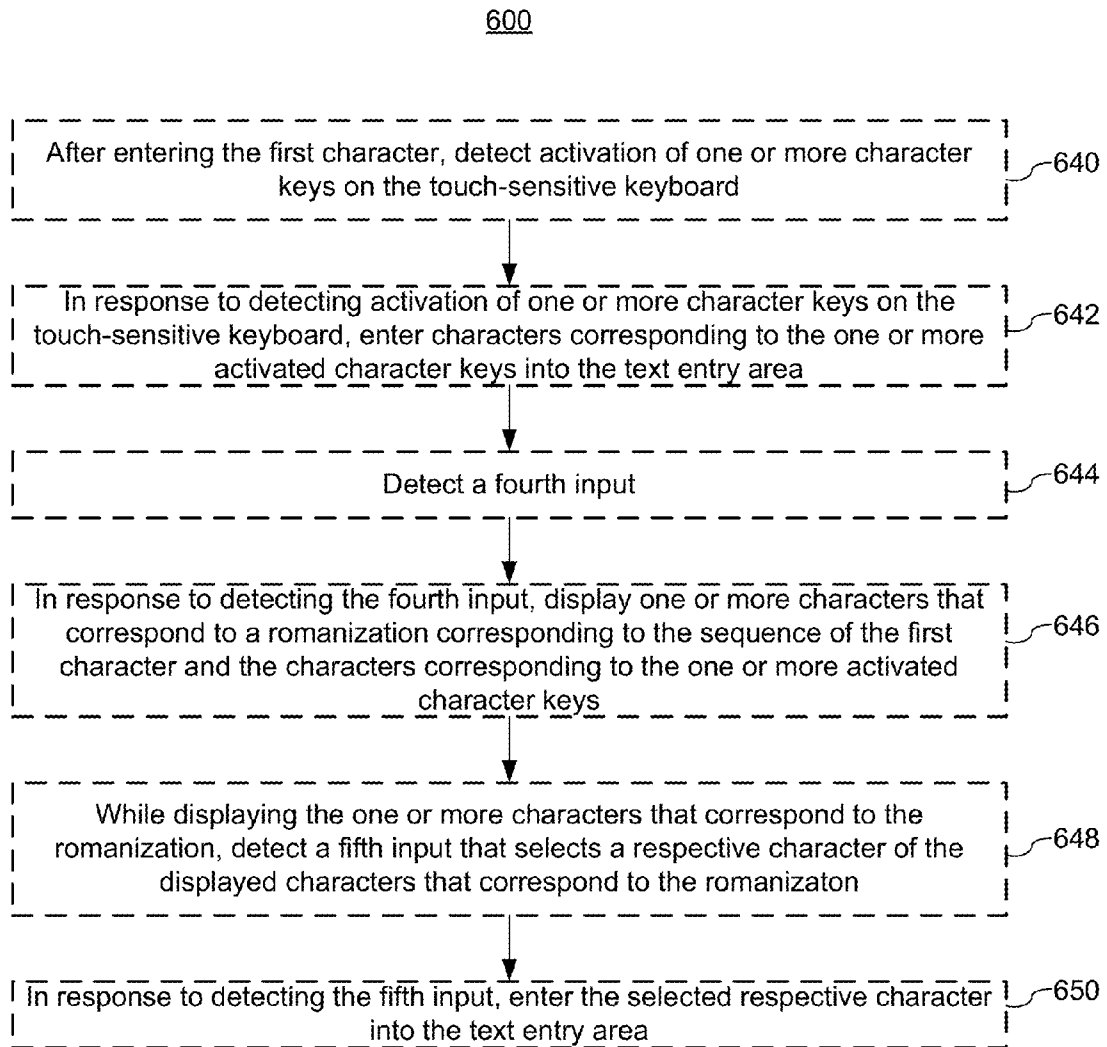 600
After entering the first character, detect activation of one or more character
keys on the touch-sensitive keyboard
640
In response to detecting activation of one or more character keys on the
touch-sensitive keyboard, enter characters corresponding to the one or more
activated character keys into the text entry area
642
Detect a fourth input
644
In response to detecting the fourth input, display one or more characters that
correspond to a romanization corresponding to the sequence of the first
character and the characters corresponding to the one or more activated
character keys
646
While displaying the one or more characters that correspond to the
romanization, detect a fifth input that selects a respective character of the
displayed characters that correspond to the romanizaton
648
In response to detecting the fifth input, enter the selected respective character
into the text entry area
650